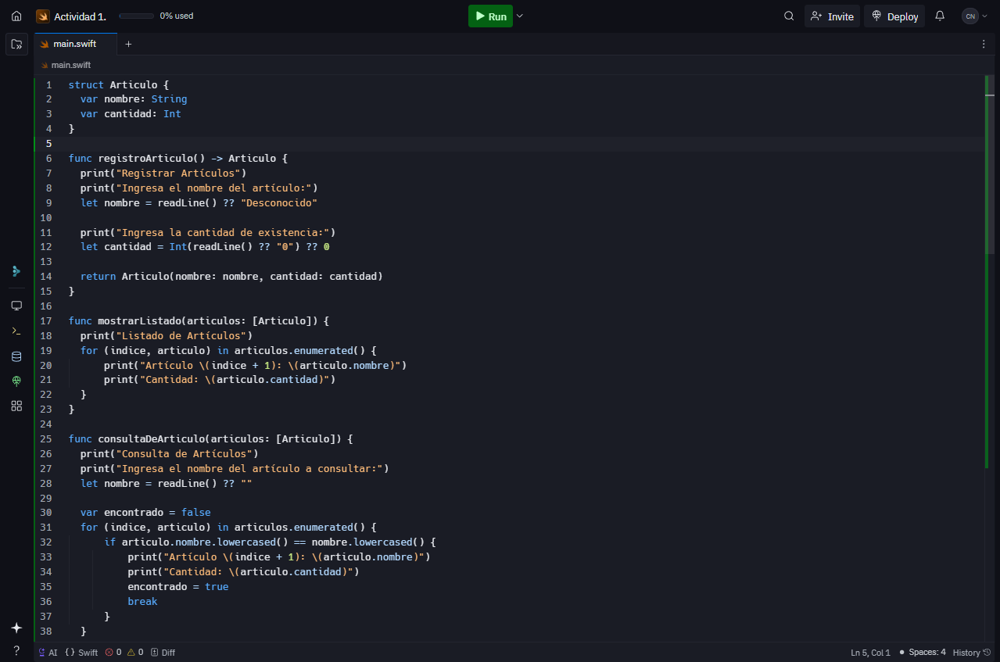 Actividad 1.
0% used
Run
Invite
Deploy
CN
main.swift
main.swift
1 struct Articulo {
2   var nombre: String
3   var cantidad: Int
4 }
5
6 func registroArticulo() -> Articulo {
7   print("Registrar Artículos")
8   print("Ingresa el nombre del artículo:")
9   let nombre = readLine() ?? "Desconocido"
10
11   print("Ingresa la cantidad de existencia:")
12   let cantidad = Int(readLine() ?? "0") ?? 0
13
14   return Articulo(nombre: nombre, cantidad: cantidad)
15 }
16
17 func mostrarListado(articulos: [Articulo]) {
18   print("Listado de Artículos")
19   for (indice, articulo) in articulos.enumerated() {
20       print("Artículo \(indice + 1): \(articulo.nombre)")
21       print("Cantidad: \(articulo.cantidad)")
22   }
23 }
24
25 func consultaDeArticulo(articulos: [Articulo]) {
26   print("Consulta de Artículos")
27   print("Ingresa el nombre del artículo a consultar:")
28   let nombre = readLine() ?? ""
29
30   var encontrado = false
31   for (indice, articulo) in articulos.enumerated() {
32       if articulo.nombre.lowercased() == nombre.lowercased() {
33           print("Artículo \(indice + 1): \(articulo.nombre)")
34           print("Cantidad: \(articulo.cantidad)")
35           encontrado = true
36           break
37       }
38   }
AI
{} Swift
0
0
Diff
Ln 5, Col 1
Spaces: 4
History